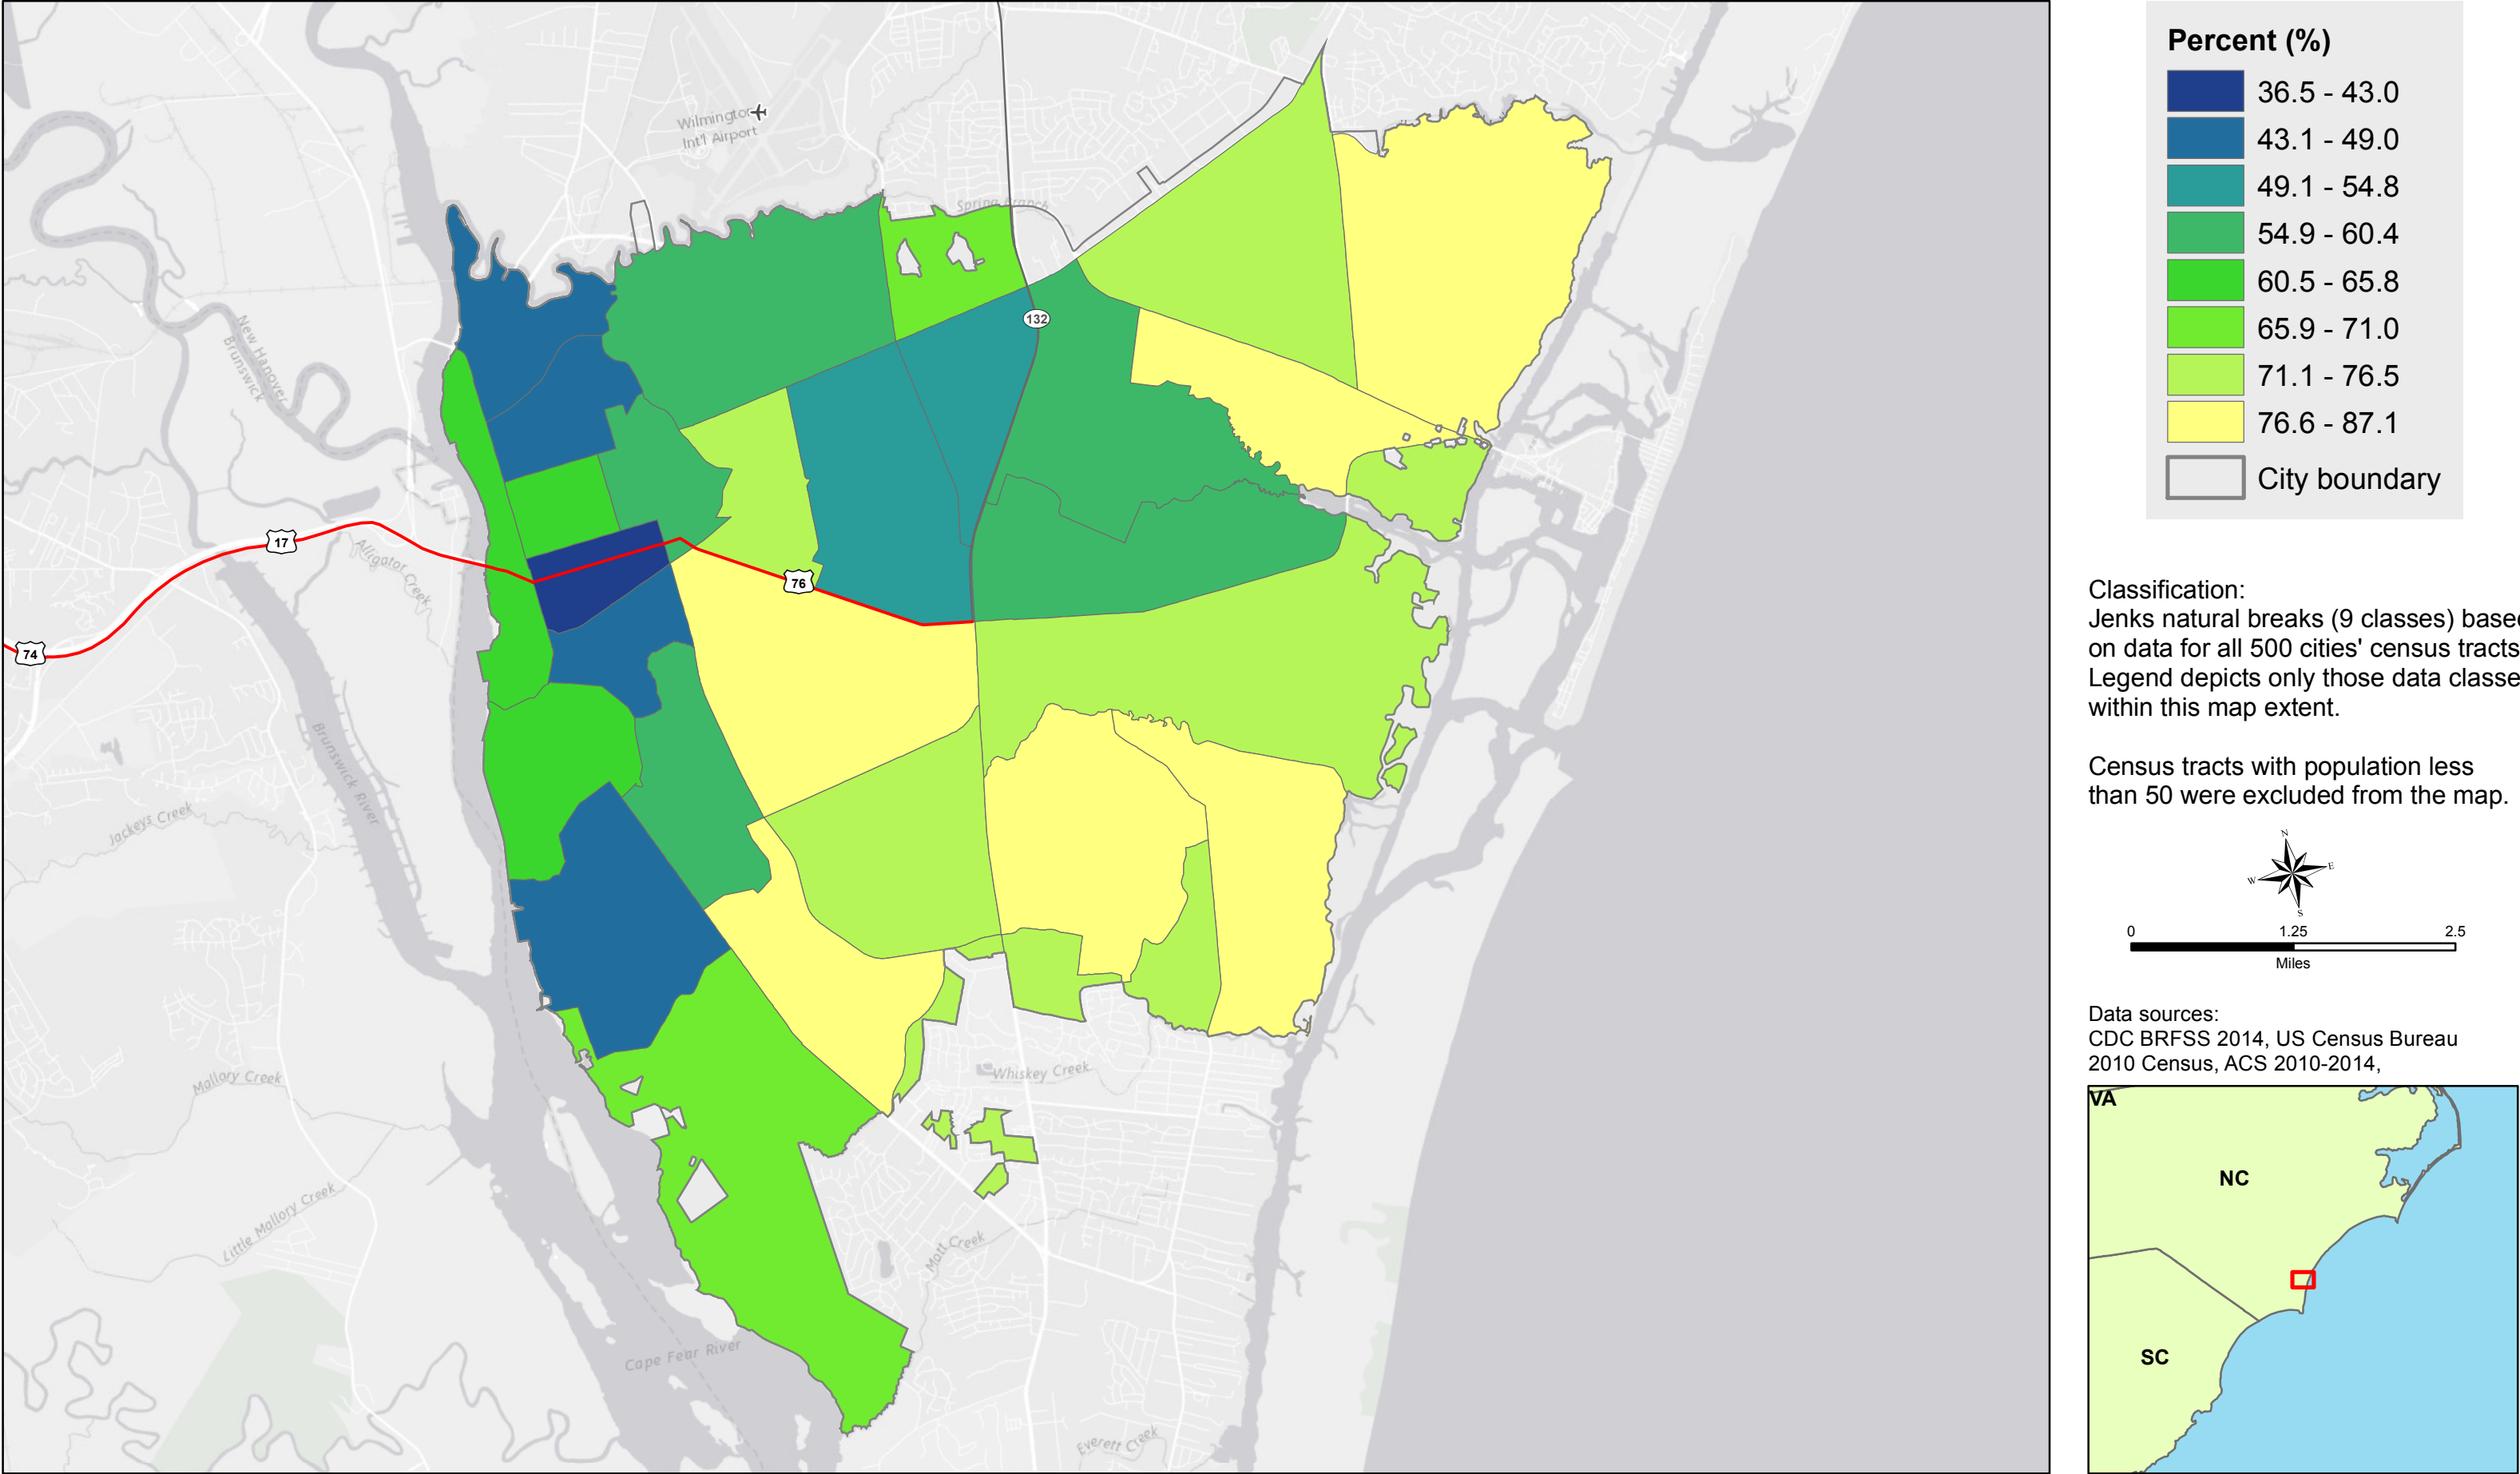 Wilmington
Int'l Airport
Spring Branch
132
New Hanover
Brunswick
17
Alligator Creek
76
74
Brunswick River
Jackeys Creek
Mallory Creek
Little Mallory Creek
Whiskey Creek
Mott Creek
Cape Fear River
Everett Creek
Percent (%)
36.5 - 43.0
43.1 - 49.0
49.1 - 54.8
54.9 - 60.4
60.5 - 65.8
65.9 - 71.0
71.1 - 76.5
76.6 - 87.1
City boundary
Classification:
Jenks natural breaks (9 classes) based
on data for all 500 cities' census tracts
Legend depicts only those data classe
within this map extent.
Census tracts with population less
than 50 were excluded from the map.
N
W E
S
0 1.25 2.5
Miles
Data sources:
CDC BRFSS 2014, US Census Bureau
2010 Census, ACS 2010-2014,
VA
NC
SC